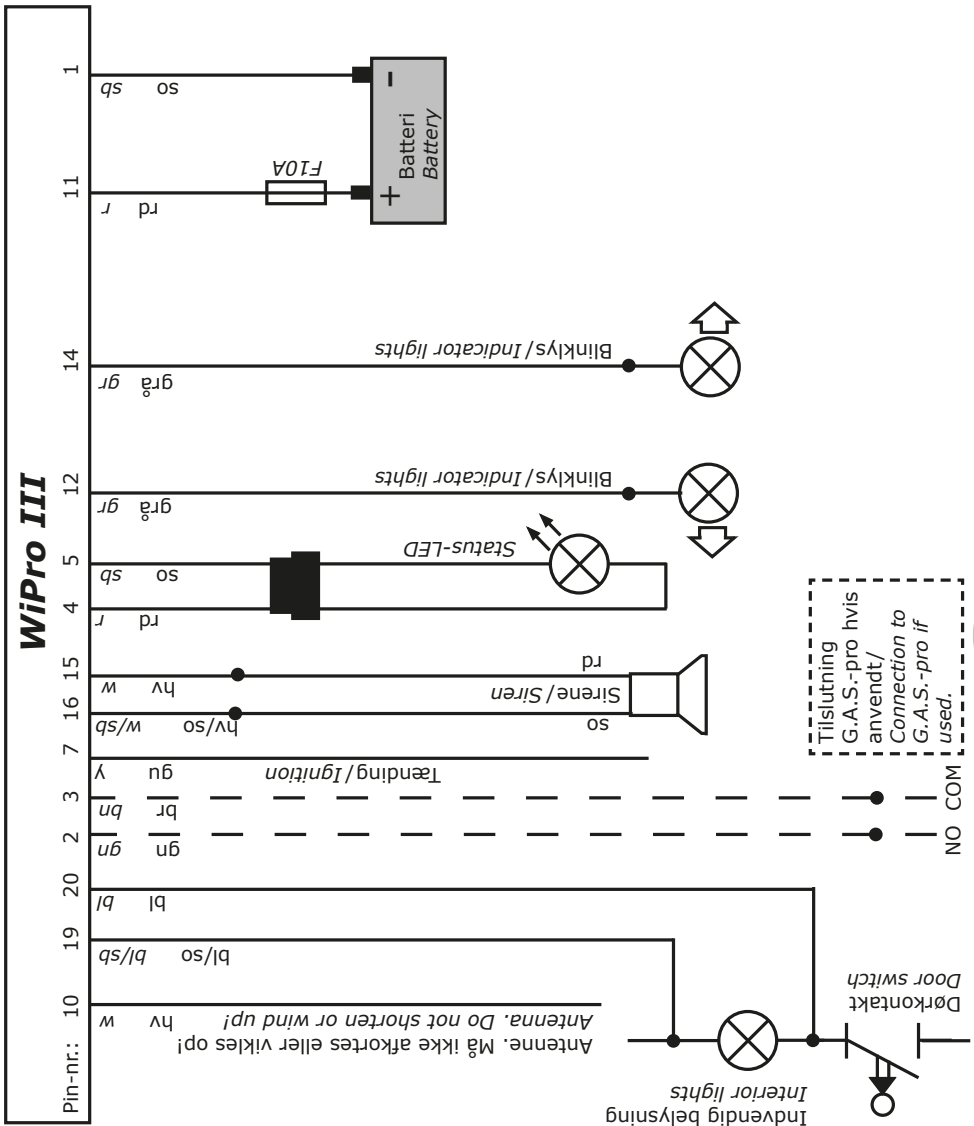 WiPro III
Pin-nr.:
10
19
20
2
3
7
16
15
4
5
12
14
11
1
w hv
bl/sb bl/so
bl bl
gn gn
bn br
y gu
w/sb hv/so
w hv
r rd
sb so
gr grå
gr grå
r rd
sb so
Antenne. Må ikke afkortes eller vikles op!
Antenna. Do not shorten or wind up!
Tænding/Ignition
Sirene/Siren
rd
so
Status-LED
Blinklys/Indicator lights
Blinklys/Indicator lights
F10A
+
-
Batteri
Battery
Tilslutning
G.A.S.-pro hvis
anvendt/
Connection to
G.A.S.-pro if
used.
NO
COM
Dørkontakt
Door switch
Indvendig belysning
Interior lights